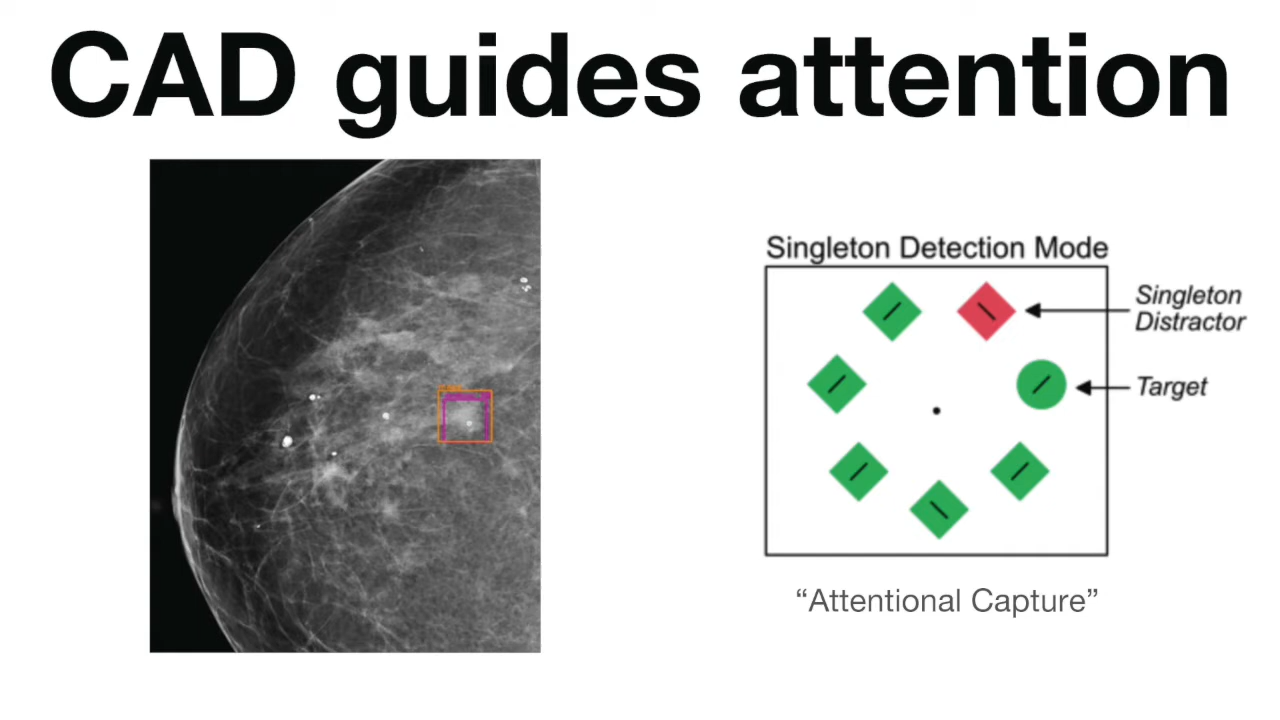 CAD guides attention
Singleton Detection Mode
Singleton
Distractor
Target
“Attentional Capture”